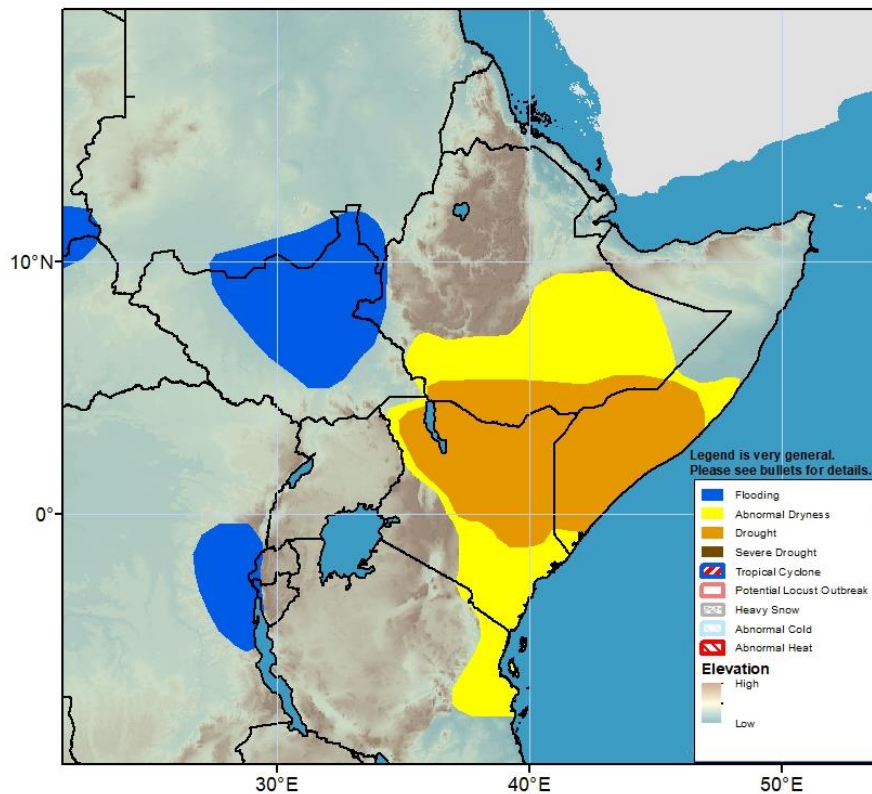 10°N
0°
Legend is very general.
Please see bullets for details.
Flooding
Abnormal Dryness
Drought
Severe Drought
Tropical Cyclone
Potential Locust Outbreak
Heavy Snow
Abnormal Cold
Abnormal Heat
Elevation
High
Low
30°E
40°E
50°E